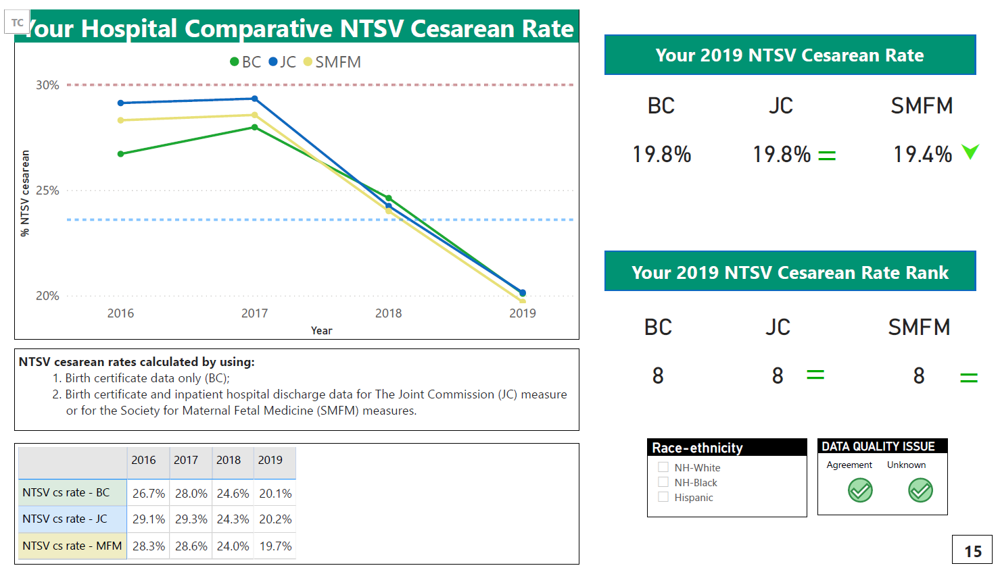 TC
Your Hospital Comparative NTSV Cesarean Rate
BC JC SMFM
30%
25%
20%
% NTSV cesarean
2016 2017 2018 2019
Year
NTSV cesarean rates calculated by using:
1. Birth certificate data only (BC);
2. Birth certificate and inpatient hospital discharge data for The Joint Commission (JC) measure
or for the Society for Maternal Fetal Medicine (SMFM) measures.
2016 2017 2018 2019
NTSV cs rate - BC 26.7% 28.0% 24.6% 20.1%
NTSV cs rate - JC 29.1% 29.3% 24.3% 20.2%
NTSV cs rate - MFM 28.3% 28.6% 24.0% 19.7%
Your 2019 NTSV Cesarean Rate
BC JC SMFM
19.8% 19.8% = 19.4%
Your 2019 NTSV Cesarean Rate Rank
BC JC SMFM
8 8 = 8 =
Race-ethnicity
NH-White
NH-Black
Hispanic
DATA QUALITY ISSUE
Agreement Unknown
15